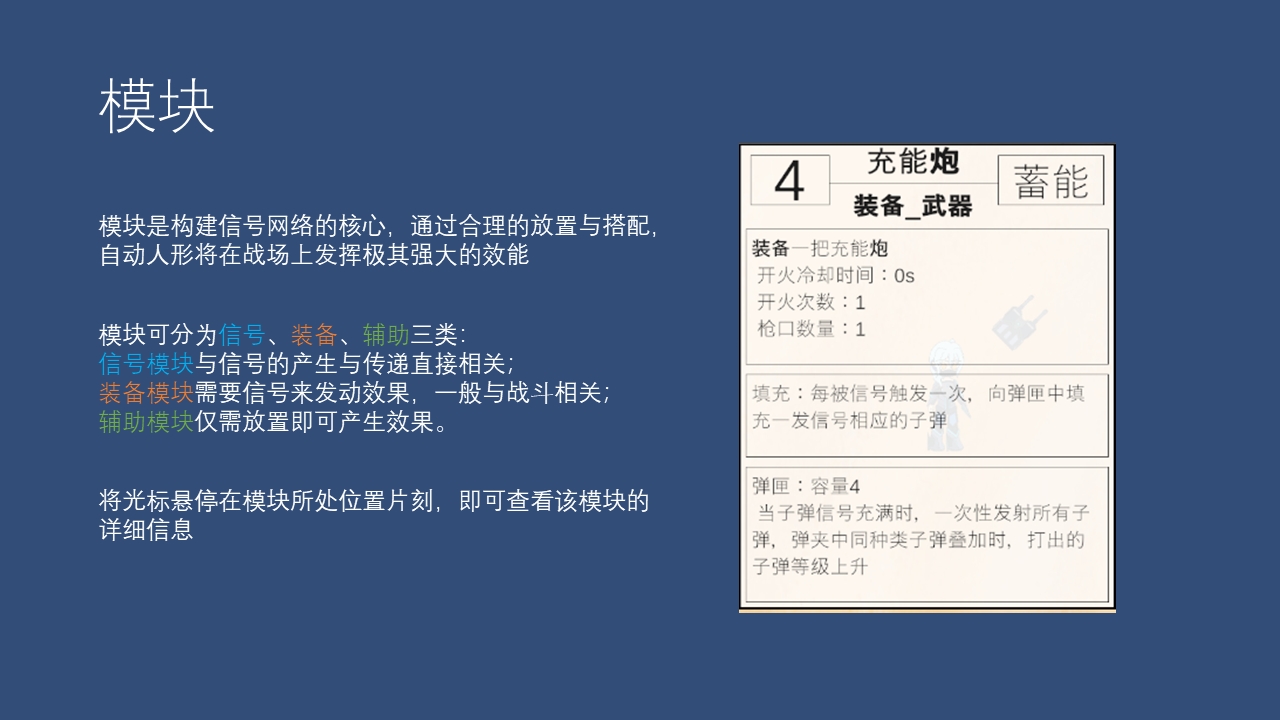 模块
模块是构建信号网络的核心，通过合理的放置与搭配，
自动人形将在战场上发挥极其强大的效能
模块可分为信号、装备、辅助三类：
信号模块与信号的产生与传递直接相关；
装备模块需要信号来发动效果，一般与战斗相关；
辅助模块仅需放置即可产生效果。
将光标悬停在模块所处位置片刻，即可查看该模块的
详细信息
4
充能炮
蓄能
装备_武器
装备一把充能炮
开火冷却时间：0s
开火次数：1
枪口数量：1
填充：每被信号触发一次，向弹匣中填
充一发信号相应的子弹
弹匣：容量4
当子弹信号充满时，一次性发射所有子
弹，弹夹中同种类子弹叠加时，打出的
子弹等级上升